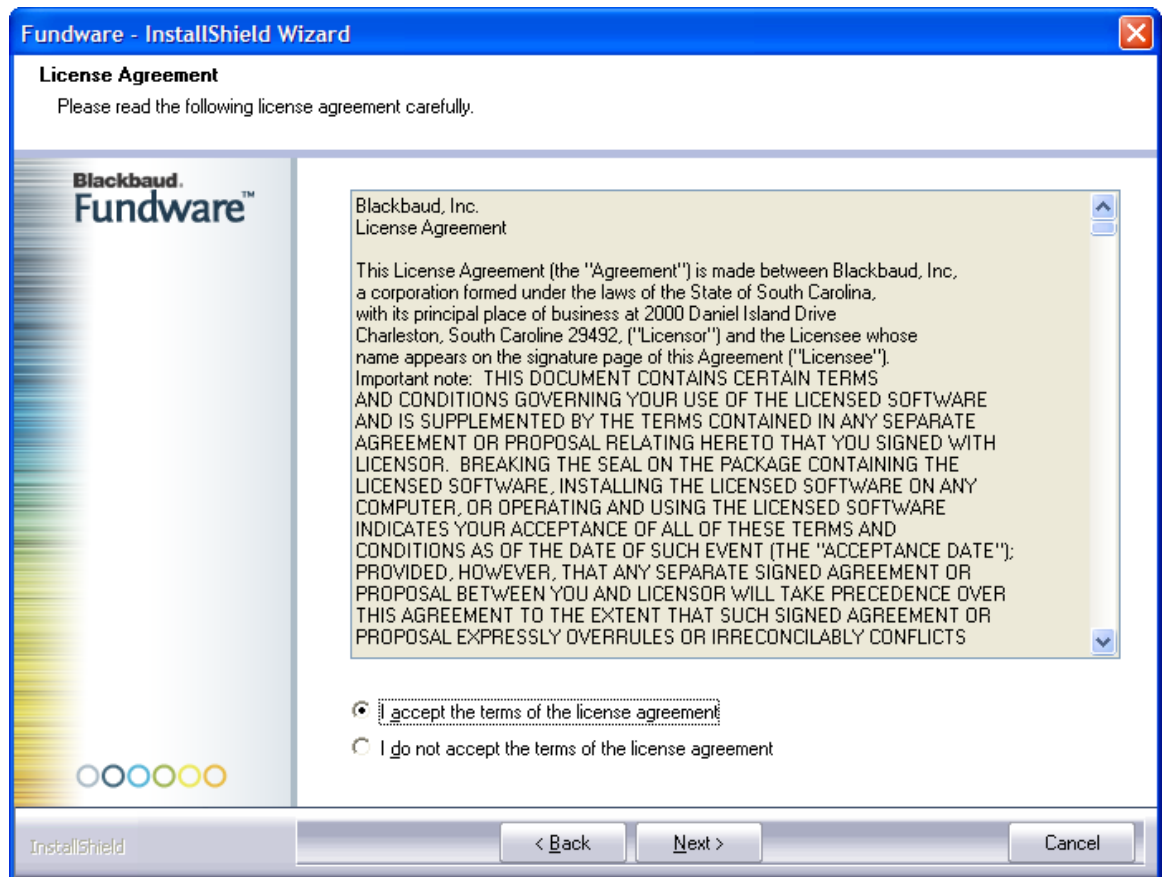 Fundware - InstallShield Wizard
License Agreement
Please read the following license agreement carefully.
Blackbaud.
Fundware™
Blackbaud, Inc.
License Agreement
This License Agreement (the "Agreement") is made between Blackbaud, Inc,
a corporation formed under the laws of the State of South Carolina,
with its principal place of business at 2000 Daniel Island Drive
Charleston, South Caroline 29492, ("Licensor") and the Licensee whose
name appears on the signature page of this Agreement ("Licensee").
Important note:  THIS DOCUMENT CONTAINS CERTAIN TERMS
AND CONDITIONS GOVERNING YOUR USE OF THE LICENSED SOFTWARE
AND IS SUPPLEMENTED BY THE TERMS CONTAINED IN ANY SEPARATE
AGREEMENT OR PROPOSAL RELATING HERETO THAT YOU SIGNED WITH
LICENSOR.  BREAKING THE SEAL ON THE PACKAGE CONTAINING THE
LICENSED SOFTWARE, INSTALLING THE LICENSED SOFTWARE ON ANY
COMPUTER, OR OPERATING AND USING THE LICENSED SOFTWARE
INDICATES YOUR ACCEPTANCE OF ALL OF THESE TERMS AND
CONDITIONS AS OF THE DATE OF SUCH EVENT (THE "ACCEPTANCE DATE");
PROVIDED, HOWEVER, THAT ANY SEPARATE SIGNED AGREEMENT OR
PROPOSAL BETWEEN YOU AND LICENSOR WILL TAKE PRECEDENCE OVER
THIS AGREEMENT TO THE EXTENT THAT SUCH SIGNED AGREEMENT OR
PROPOSAL EXPRESSLY OVERRULES OR IRRECONCILABLY CONFLICTS
I accept the terms of the license agreement
I do not accept the terms of the license agreement
InstallShield
< Back
Next >
Cancel